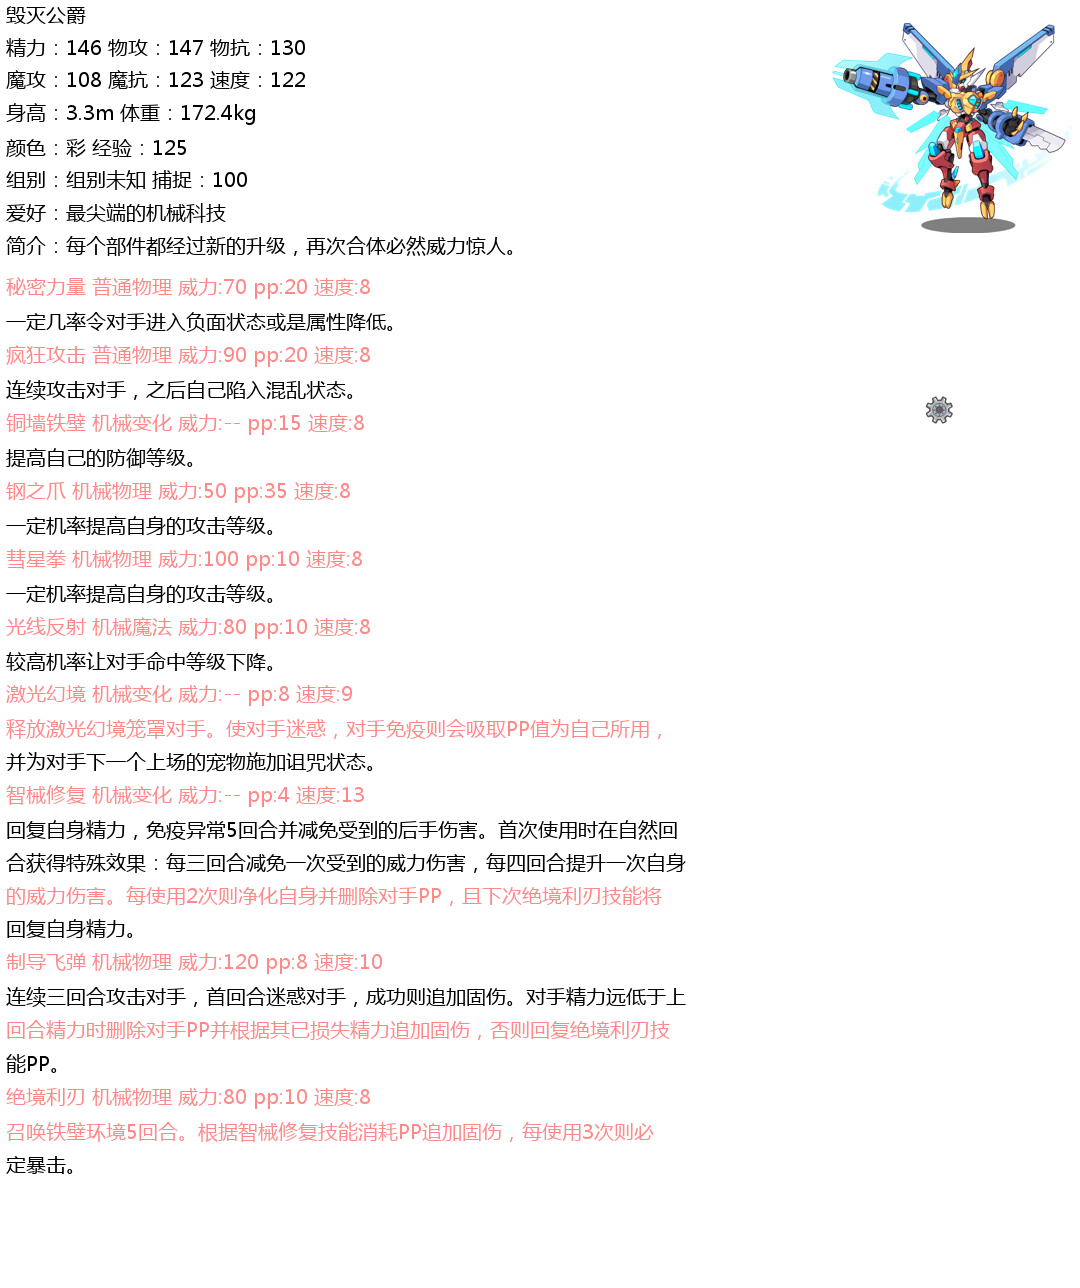 毁灭公爵
精力：146 物攻：147 物抗：130
魔攻：108 魔抗：123 速度：122
身高：3.3m 体重：172.4kg
颜色：彩 经验：125
组别：组别未知 捕捉：100
爱好：最尖端的机械科技
简介：每个部件都经过新的升级，再次合体必然威力惊人。
秘密力量 普通物理 威力:70 pp:20 速度:8
一定几率令对手进入负面状态或是属性降低。
疯狂攻击 普通物理 威力:90 pp:20 速度:8
连续攻击对手，之后自己陷入混乱状态。
铜墙铁壁 机械变化 威力:-- pp:15 速度:8
提高自己的防御等级。
钢之爪 机械物理 威力:50 pp:35 速度:8
一定机率提高自身的攻击等级。
彗星拳 机械物理 威力:100 pp:10 速度:8
一定机率提高自身的攻击等级。
光线反射 机械魔法 威力:80 pp:10 速度:8
较高机率让对手命中等级下降。
激光幻境 机械变化 威力:-- pp:8 速度:9
释放激光幻境笼罩对手。使对手迷惑，对手免疫则会吸取PP值为自己所用，
并为对手下一个上场的宠物施加诅咒状态。
智械修复 机械变化 威力:-- pp:4 速度:13
回复自身精力，免疫异常5回合并减免受到的后手伤害。首次使用时在自然回
合获得特殊效果：每三回合减免一次受到的威力伤害，每四回合提升一次自身
的威力伤害。每使用2次则净化自身并删除对手PP，且下次绝境利刃技能将
回复自身精力。
制导飞弹 机械物理 威力:120 pp:8 速度:10
连续三回合攻击对手，首回合迷惑对手，成功则追加固伤。对手精力远低于上
回合精力时删除对手PP并根据其已损失精力追加固伤，否则回复绝境利刃技
能PP。
绝境利刃 机械物理 威力:80 pp:10 速度:8
召唤铁壁环境5回合。根据智械修复技能消耗PP追加固伤，每使用3次则必
定暴击。